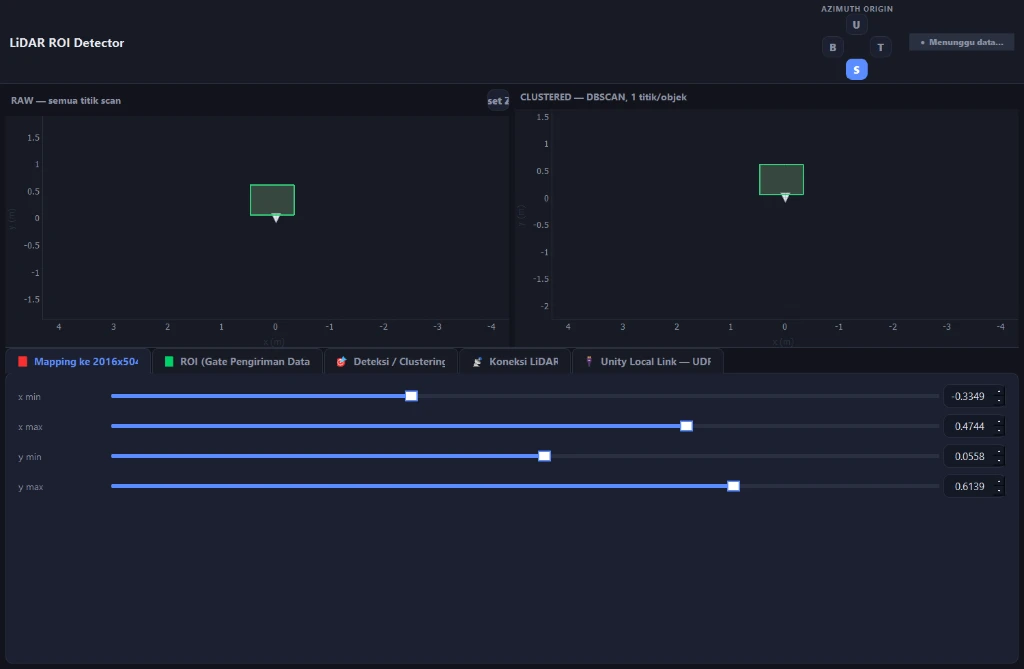 AZIMUTH ORIGIN
U
LiDAR ROI Detector
B
T
• Menunggu data...
S
RAW — semua titik scan
set Z
CLUSTERED — DBSCAN, 1 titik/objek
1.5
1
0.5
0
-0.5
-1
-1.5
y (m)
4 3 2 1 0 -1 -2 -3 -4
x (m)
1.5
1
0.5
0
-0.5
-1
-1.5
-2
y (m)
4 3 2 1 0 -1 -2 -3 -4
x (m)
Mapping ke 2016x504
ROI (Gate Pengiriman Data
Deteksi / Clustering
Koneksi LiDAR
Unity Local Link — UDP
x min
-0.3349
x max
0.4744
y min
0.0558
y max
0.6139